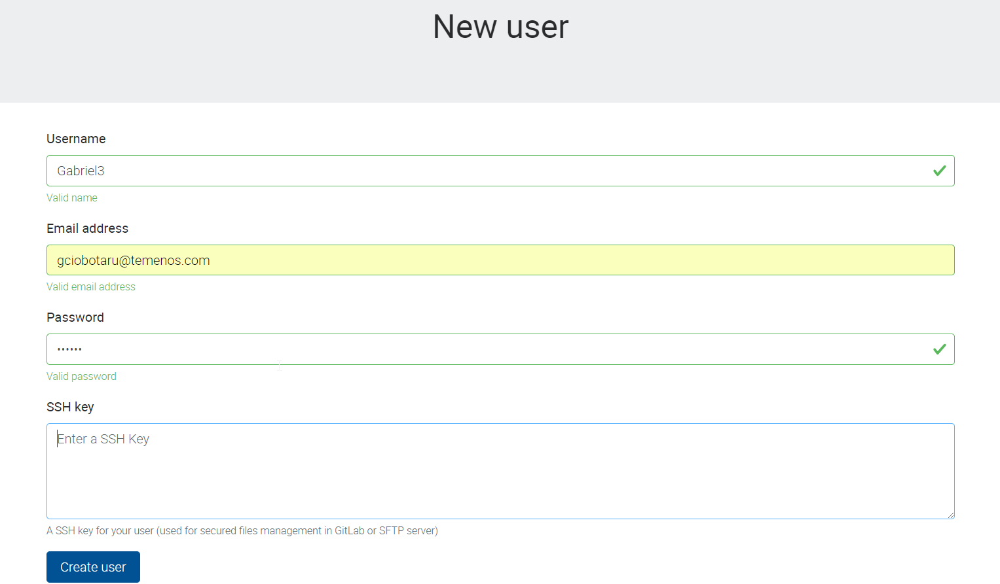 New user
Username
Gabriel3
Valid name
Email address
gciobotaru@temenos.com
Valid email address
Password
••••••
Valid password
SSH key
Enter a SSH Key
A SSH key for your user (used for secured files management in GitLab or SFTP server)
Create user